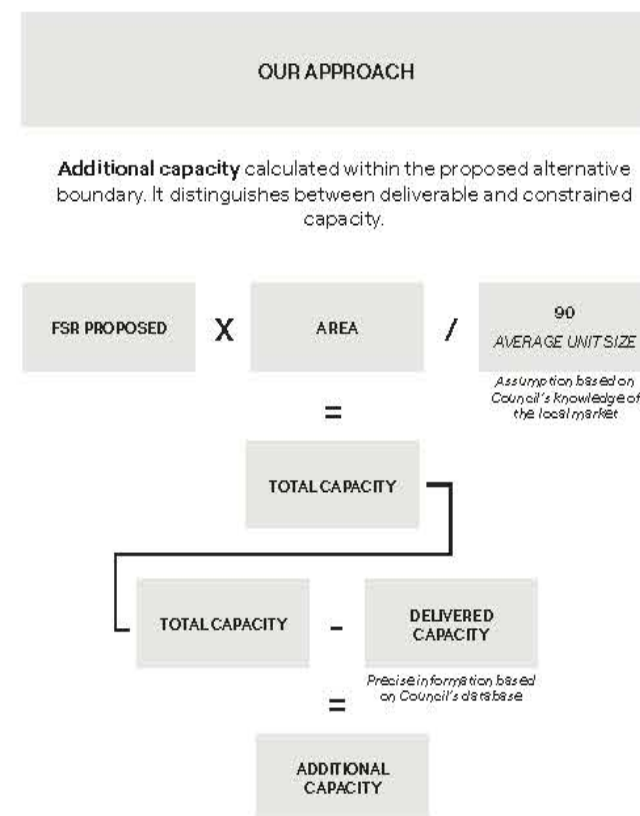 OUR APPROACH
Additional capacity calculated within the proposed alternative
boundary. It distinguishes between deliverable and constrained
capacity.
FSR PROPOSED X AREA / 90
AVERAGE UNIT SIZE
Assumption based on
Council's knowledge of
the local market
=
TOTAL CAPACITY
TOTAL CAPACITY - DELIVERED
CAPACITY
Precise information based
on Council's database
=
ADDITIONAL
CAPACITY